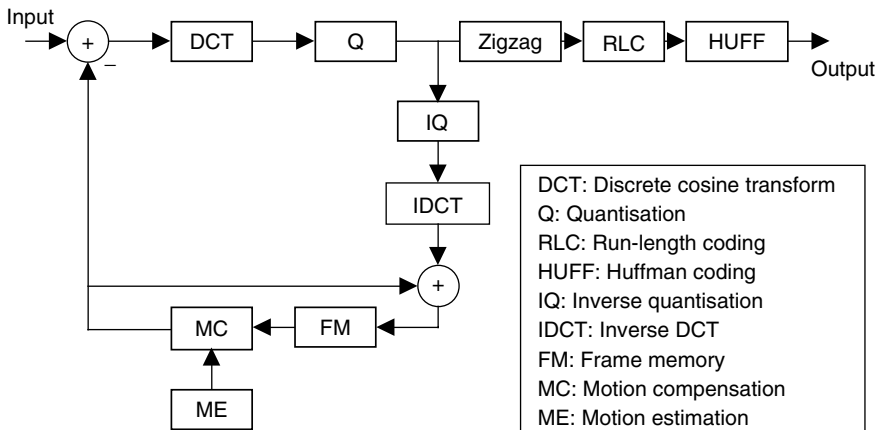 Input
+
–
DCT
Q
Zigzag
RLC
HUFF
Output
IQ
IDCT
+
MC
FM
ME
DCT: Discrete cosine transform
Q: Quantisation
RLC: Run-length coding
HUFF: Huffman coding
IQ: Inverse quantisation
IDCT: Inverse DCT
FM: Frame memory
MC: Motion compensation
ME: Motion estimation